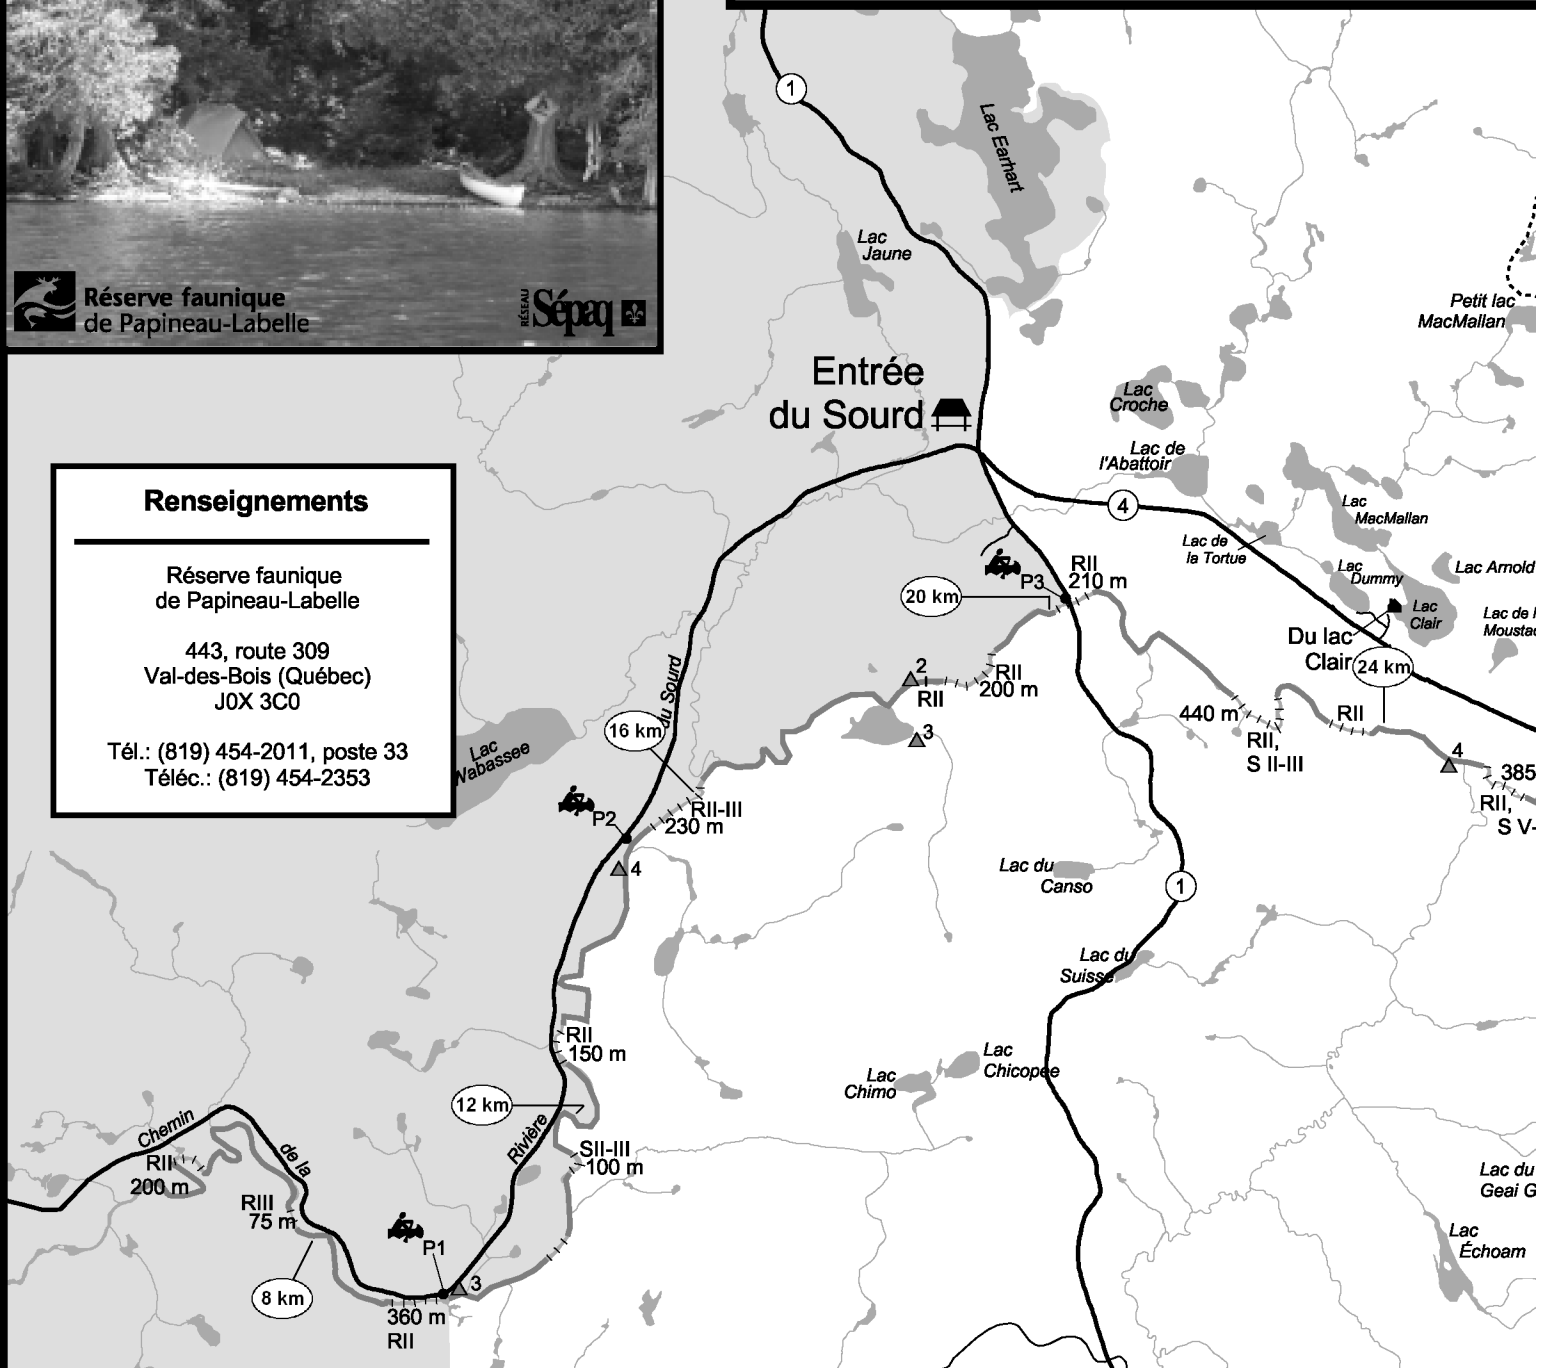 Réserve faunique
de Papineau-Labelle
RÉSEAU
Sépaq
Renseignements
Réserve faunique
de Papineau-Labelle
443, route 309
Val-des-Bois (Québec)
J0X 3C0
Tél.: (819) 454-2011, poste 33
Téléc.: (819) 454-2353
1
Lac Earhart
Lac
Jaune
Petit lac
MacMallan
Entrée
du Sourd
Lac
Croche
Lac de
l'Abattoir
4
Lac
MacMallan
Lac de
la Tortue
Lac
Dummy
Lac Arnold
Lac
Clair
Lac de
Du lac
Clair
24 km
P3
RII
210 m
20 km
2
RII
RII
200 m
3
440 m
RII,
S II-III
RII
4
385
RII,
S V-
du Sourd
16 km
Lac
Wabassee
P2
RII-III
230 m
4
Lac du
Canso
1
Lac du
Suisse
RII
150 m
Lac
Chicopee
Lac
Chimo
12 km
Rivière
SII-III
100 m
Chemin
de la
RII
200 m
RIII
75 m
P1
3
8 km
360 m
RII
Lac du
Geai G
Lac
Échoam